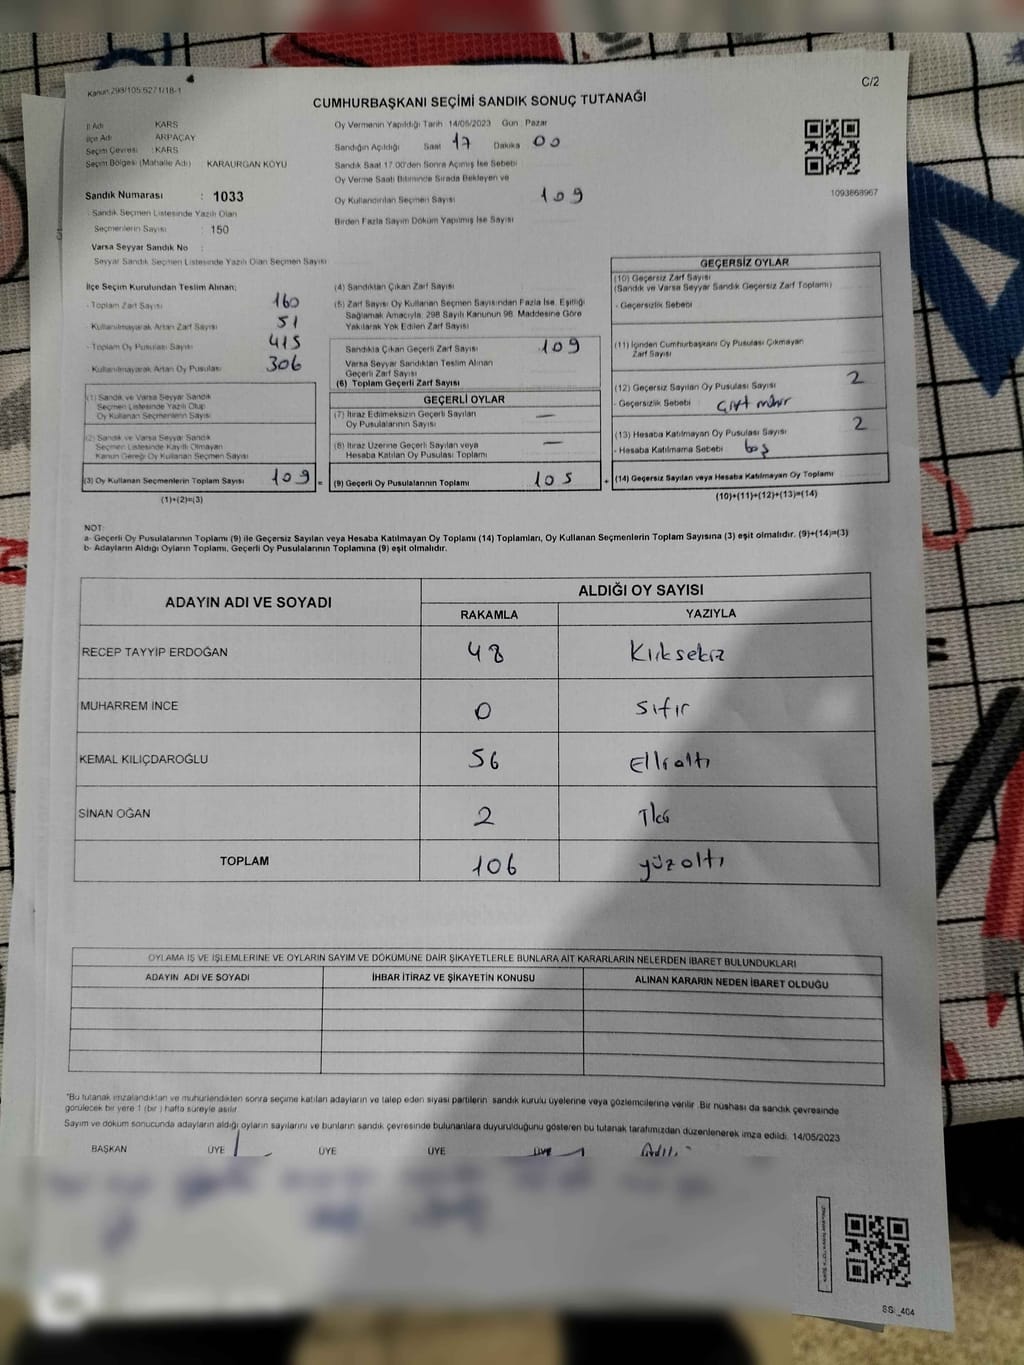 Kanun 298/105.5271/18-1
C/2
CUMHURBAŞKANI SEÇİMİ SANDIK SONUÇ TUTANAĞI
İl Adı : KARS
İlçe Adı : ARPAÇAY
Seçim Çevresi : KARS
Seçim Bölgesi (Mahalle Adı) KARAURGAN KÖYÜ
Sandık Numarası : 1033
Sandık Seçmen Listesinde Yazılı Olan
Seçmenlerin Sayısı : 150
Varsa Seyyar Sandık No :
Seyyar Sandık Seçmen Listesinde Yazılı Olan Seçmen Sayısı
Oy Vermenin Yapıldığı Tarih 14/05/2023 Gün : Pazar
Sandığın Açıldığı Saat 17 Dakika 00
Sandık Saat 17.00'den Sonra Açılmış İse Sebebi
Oy Verme Saati Bitiminde Sırada Bekleyen ve
Oy Kullandırılan Seçmen Sayısı 109
Birden Fazla Sayım Döküm Yapılmış İse Sayısı
1093868967
İlçe Seçim Kurulundan Teslim Alınan;
- Toplam Zarf Sayısı 160
- Kullanılmayarak Artan Zarf Sayısı 51
- Toplam Oy Pusulası Sayısı 415
- Kullanılmayarak Artan Oy Pusulası 306
(1) Sandık ve Varsa Seyyar Sandık
Seçmen Listesinde Yazılı Olup
Oy Kullanan Seçmenlerin Sayısı
(2) Sandık ve Varsa Seyyar Sandık
Seçmen Listesinde Kayıtlı Olmayan
Kanun Gereği Oy Kullanan Seçmen Sayısı
(3) Oy Kullanan Seçmenlerin Toplam Sayısı 109 =
(1)+(2)=(3)
(4) Sandıktan Çıkan Zarf Sayısı
(5) Zarf Sayısı Oy Kullanan Seçmen Sayısından Fazla İse, Eşitliği
Sağlamak Amacıyla, 298 Sayılı Kanunun 98. Maddesine Göre
Yakılarak Yok Edilen Zarf Sayısı
Sandıkta Çıkan Geçerli Zarf Sayısı 109
Varsa Seyyar Sandıktan Teslim Alınan
Geçerli Zarf Sayısı
(6) Toplam Geçerli Zarf Sayısı
GEÇERLİ OYLAR
(7) İtiraz Edilmeksizin Geçerli Sayılan
Oy Pusulalarının Sayısı —
(8) İtiraz Üzerine Geçerli Sayılan veya
Hesaba Katılan Oy Pusulası Toplamı —
(9) Geçerli Oy Pusulalarının Toplamı 105 +
GEÇERSİZ OYLAR
(10) Geçersiz Zarf Sayısı
(Sandık ve Varsa Seyyar Sandık Geçersiz Zarf Toplamı)
- Geçersizlik Sebebi
(11) İçinden Cumhurbaşkanı Oy Pusulası Çıkmayan
Zarf Sayısı
(12) Geçersiz Sayılan Oy Pusulası Sayısı 2
- Geçersizlik Sebebi çift mühür
(13) Hesaba Katılmayan Oy Pusulası Sayısı 2
- Hesaba Katılmama Sebebi boş
(14) Geçersiz Sayılan veya Hesaba Katılmayan Oy Toplamı
(10)+(11)+(12)+(13)=(14)
NOT:
a- Geçerli Oy Pusulalarının Toplamı (9) ile Geçersiz Sayılan veya Hesaba Katılmayan Oy Toplamı (14) Toplamları, Oy Kullanan Seçmenlerin Toplam Sayısına (3) eşit olmalıdır. (9)+(14)=(3)
b- Adayların Aldığı Oyların Toplamı, Geçerli Oy Pusulalarının Toplamına (9) eşit olmalıdır.
ADAYIN ADI VE SOYADI
ALDIĞI OY SAYISI
RAKAMLA YAZIYLA
RECEP TAYYİP ERDOĞAN 48 Kırksekiz
MUHARREM İNCE 0 sıfır
KEMAL KILIÇDAROĞLU 56 Ellialtı
SİNAN OĞAN 2 İki
TOPLAM 106 yüzaltı
OYLAMA İŞ VE İŞLEMLERİNE VE OYLARIN SAYIM VE DÖKÜMÜNE DAİR ŞİKAYETLERLE BUNLARA AİT KARARLARIN NELERDEN İBARET BULUNDUKLARI
ADAYIN ADI VE SOYADI İHBAR İTİRAZ VE ŞİKAYETİN KONUSU ALINAN KARARIN NEDEN İBARET OLDUĞU
"Bu tutanak imzalandıktan ve mühürlendikten sonra seçime katılan adayların ve talep eden siyasi partilerin sandık kurulu üyelerine veya gözlemcilerine verilir. Bir nüshası da sandık çevresinde
görülecek bir yere 1 (bir) hafta süreyle asılır.
Sayım ve döküm sonucunda adayların aldığı oyların sayılarını ve bunların sandık çevresinde bulunanlara duyurulduğunu gösteren bu tutanak tarafımızdan düzenlenerek imza edildi. 14/05/2023
BAŞKAN ÜYE ÜYE ÜYE ÜYE
SSİ_404